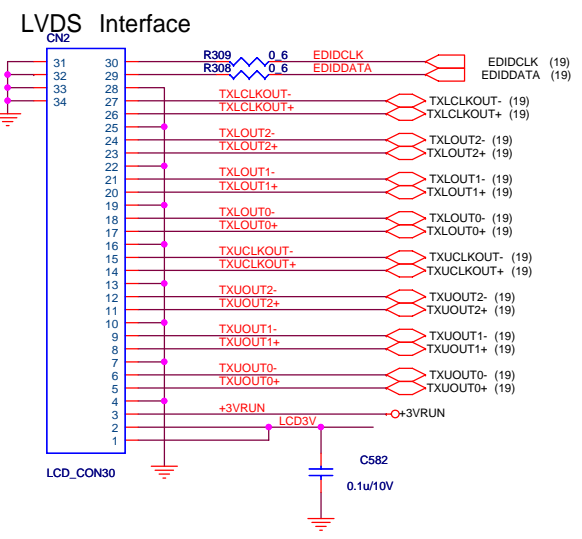 LVDS Interface
CN2
R309 0_6 EDIDCLK EDIDCLK (19)
R308 0_6 EDIDDATA EDIDDATA (19)
31 30
32 29
33 28
34 27 TXLCLKOUT- TXLCLKOUT- (19)
26 TXLCLKOUT+ TXLCLKOUT+ (19)
25
24 TXLOUT2- TXLOUT2- (19)
23 TXLOUT2+ TXLOUT2+ (19)
22
21 TXLOUT1- TXLOUT1- (19)
20 TXLOUT1+ TXLOUT1+ (19)
19
18 TXLOUT0- TXLOUT0- (19)
17 TXLOUT0+ TXLOUT0+ (19)
16
15 TXUCLKOUT- TXUCLKOUT- (19)
14 TXUCLKOUT+ TXUCLKOUT+ (19)
13
12 TXUOUT2- TXUOUT2- (19)
11 TXUOUT2+ TXUOUT2+ (19)
10
9 TXUOUT1- TXUOUT1- (19)
8 TXUOUT1+ TXUOUT1+ (19)
7
6 TXUOUT0- TXUOUT0- (19)
5 TXUOUT0+ TXUOUT0+ (19)
4
3 +3VRUN +3VRUN
2 LCD3V
1
LCD_CON30
C582
0.1u/10V